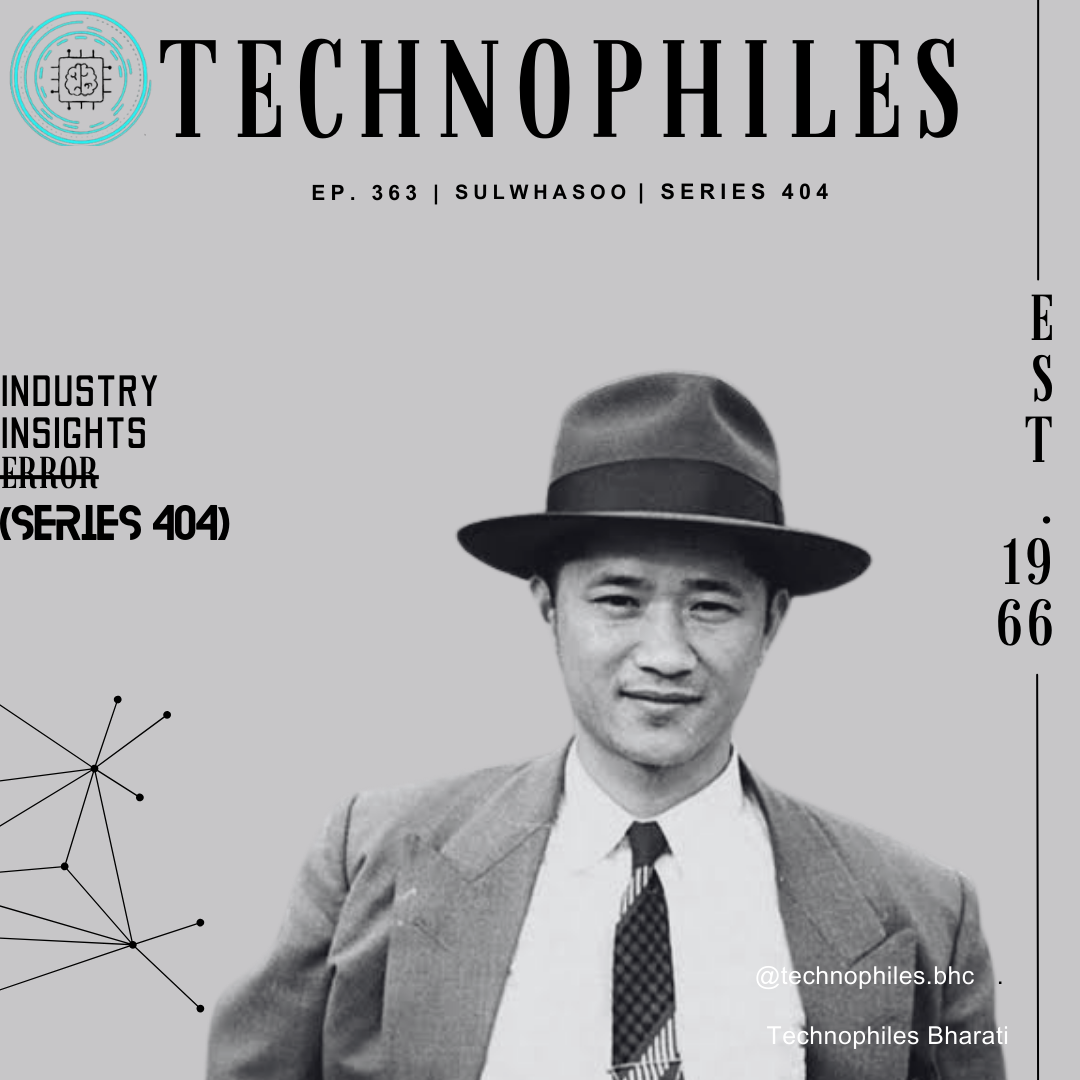 TECHNOPHILES
EP. 363 | SULWHASOO | SERIES 404
INDUSTRY
INSIGHTS
ERROR
(SERIES 404)
E
S
T
.
19
66
@technophiles.bhc .
Technophiles Bharati